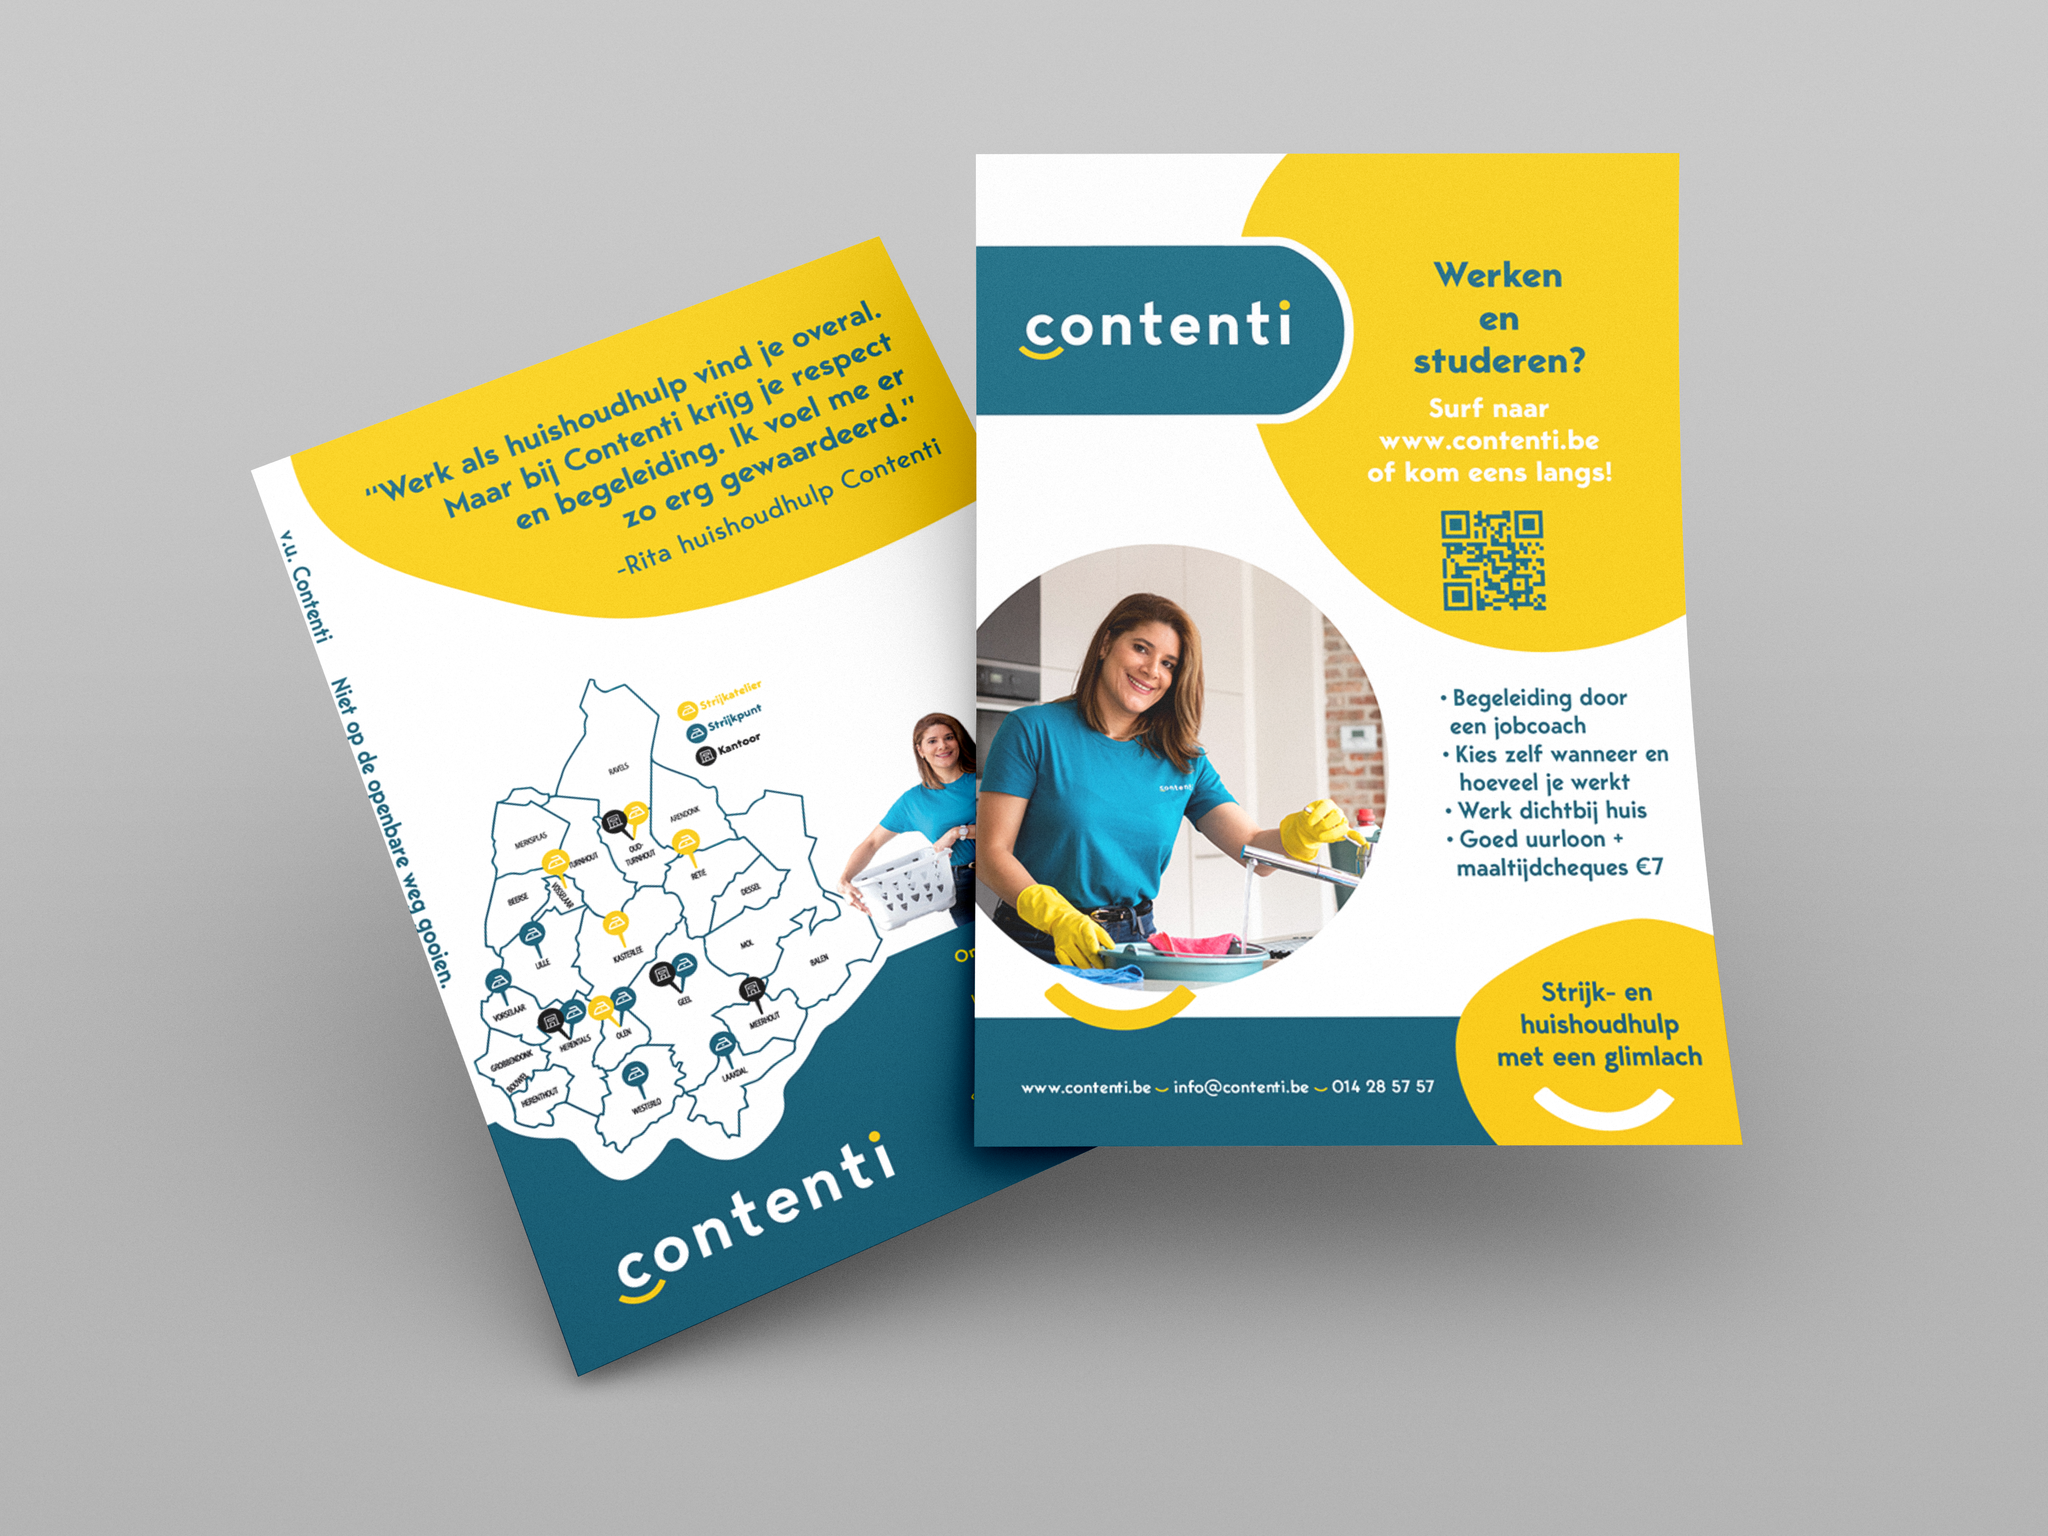 “Werk als huishoudhulp vind je overal.
Maar bij Contenti krijg je respect
en begeleiding. Ik voel me er
zo erg gewaardeerd.”
-Rita huishoudhulp Contenti
v.u. Contenti Niet op de openbare weg gooien.
Strijkatelier
Strijkpunt
Kantoor
RAVELS
MERKSPLAS
ARENDONK
OUD-
TURNHOUT
TURNHOUT
BEERSE
VOSSELAAR
RETIE
DESSEL
LILLE
KASTERLEE
MOL
BALEN
VORSELAAR
GEEL
MEERHOUT
HERENTALS
OLEN
GROBBENDONK
BOUWEL
HERENTHOUT
WESTERLO
LAAKDAL
contenti
contenti
Werken
en
studeren?
Surf naar
www.contenti.be
of kom eens langs!
• Begeleiding door
een jobcoach
• Kies zelf wanneer en
hoeveel je werkt
• Werk dichtbij huis
• Goed uurloon +
maaltijdcheques €7
Strijk- en
huishoudhulp
met een glimlach
www.contenti.be info@contenti.be 014 28 57 57